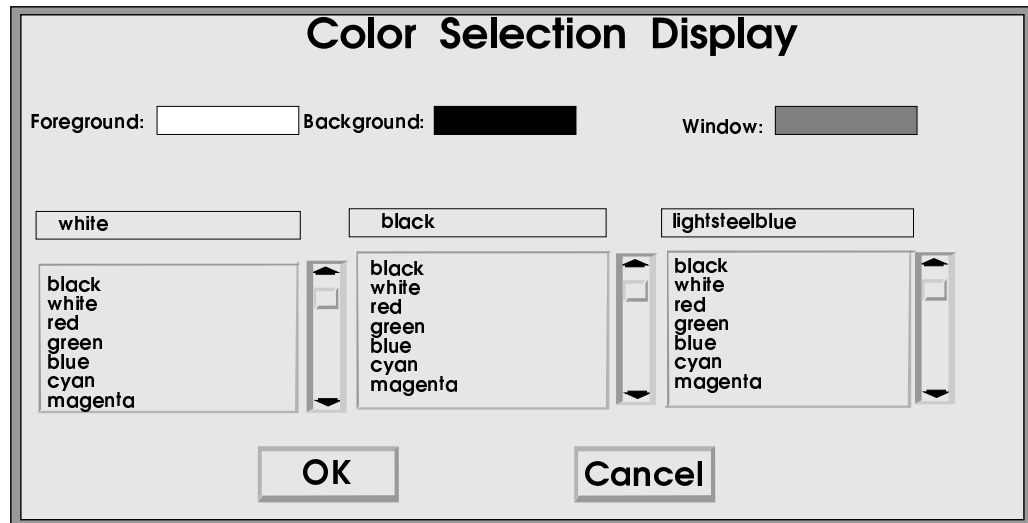 Color Selection Display
Foreground:
Background:
Window:
white
black
lightsteelblue
black
white
red
green
blue
cyan
magenta
black
white
red
green
blue
cyan
magenta
black
white
red
green
blue
cyan
magenta
OK
Cancel